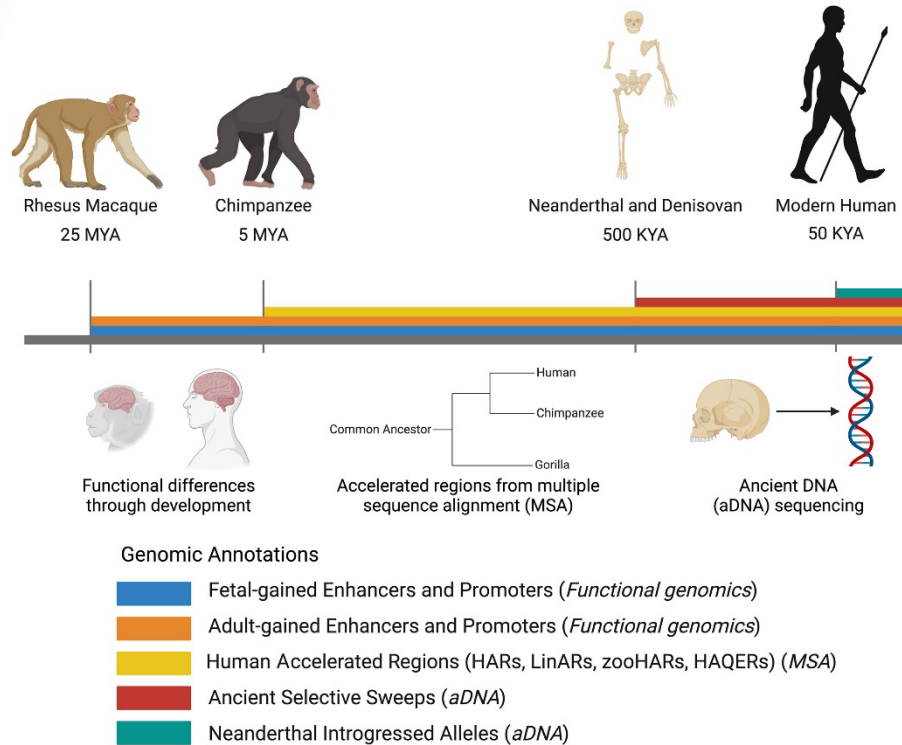 Rhesus Macaque
25 MYA
Chimpanzee
5 MYA
Neanderthal and Denisovan
500 KYA
Modern Human
50 KYA
Functional differences
through development
Common Ancestor
Human
Chimpanzee
Gorilla
Accelerated regions from multiple
sequence alignment (MSA)
Ancient DNA
(aDNA) sequencing
Genomic Annotations
Fetal-gained Enhancers and Promoters (Functional genomics)
Adult-gained Enhancers and Promoters (Functional genomics)
Human Accelerated Regions (HARs, LinARs, zooHARs, HAQERs) (MSA)
Ancient Selective Sweeps (aDNA)
Neanderthal Introgressed Alleles (aDNA)